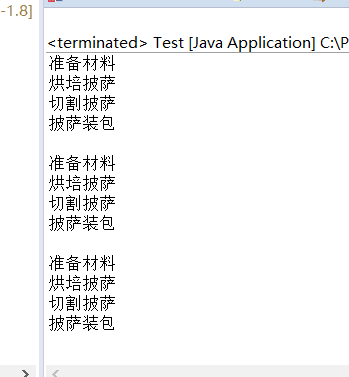 -1.8]
<terminated> Test [Java Application] C:\P
准备材料
烘培披萨
切割披萨
披萨装包
准备材料
烘培披萨
切割披萨
披萨装包
准备材料
烘培披萨
切割披萨
披萨装包